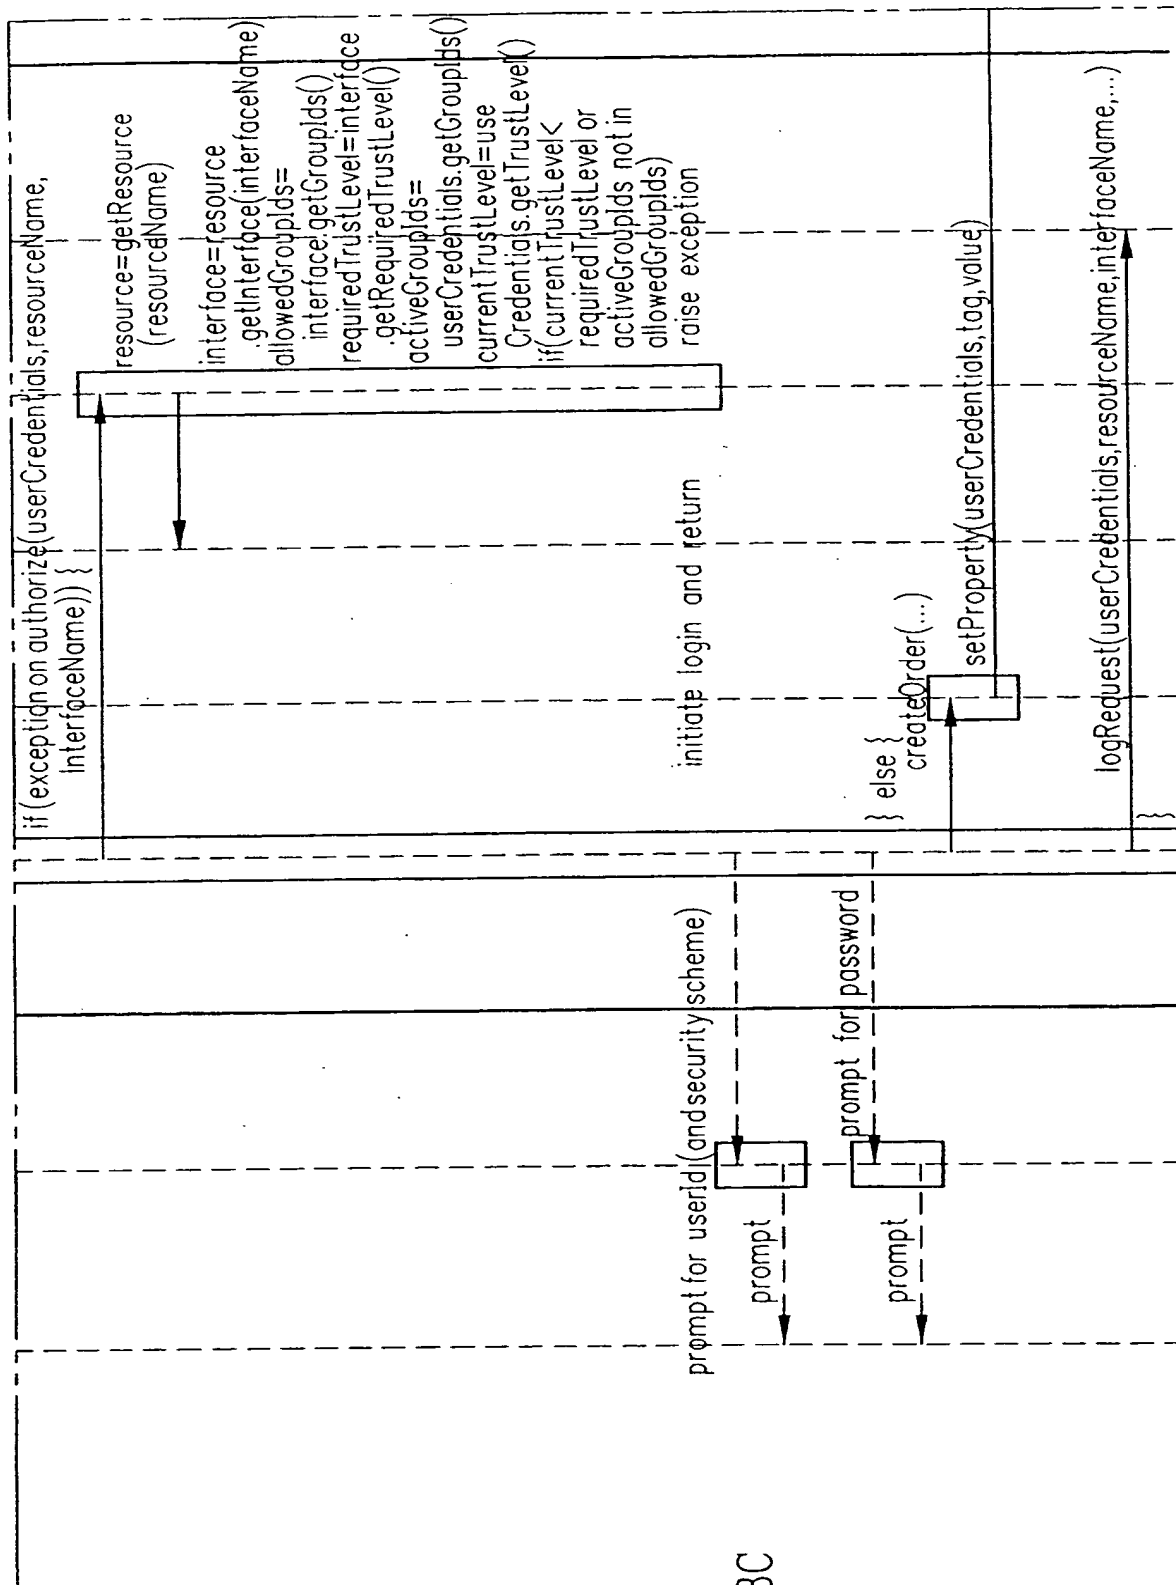 if (exception on authorize(userCredentials,resourceName,
InterfaceName)) }
resource=getResource
(resourceName)
interface=resource
.getInterface(interfaceName)
allowedGroupIds=
interface.getGroupIds()
requiredTrustLevel=interface
.getRequiredTrustLevel()
activeGroupIds=
userCredentials.getGroupIds()
currentTrustLevel=use
Credentials.getTrustLevel()
if(currentTrustLevel<
requiredTrustLevel or
activeGroupIds not in
allowedGroupIds)
raise exception
initiate login and return
prompt for userId (andsecurity scheme)
prompt
prompt for password
prompt
} else }
createOrder(...)
setProperty(userCredentials,tag,value)
logRequest(userCredentials,resourceName,interfaceName,...)
}